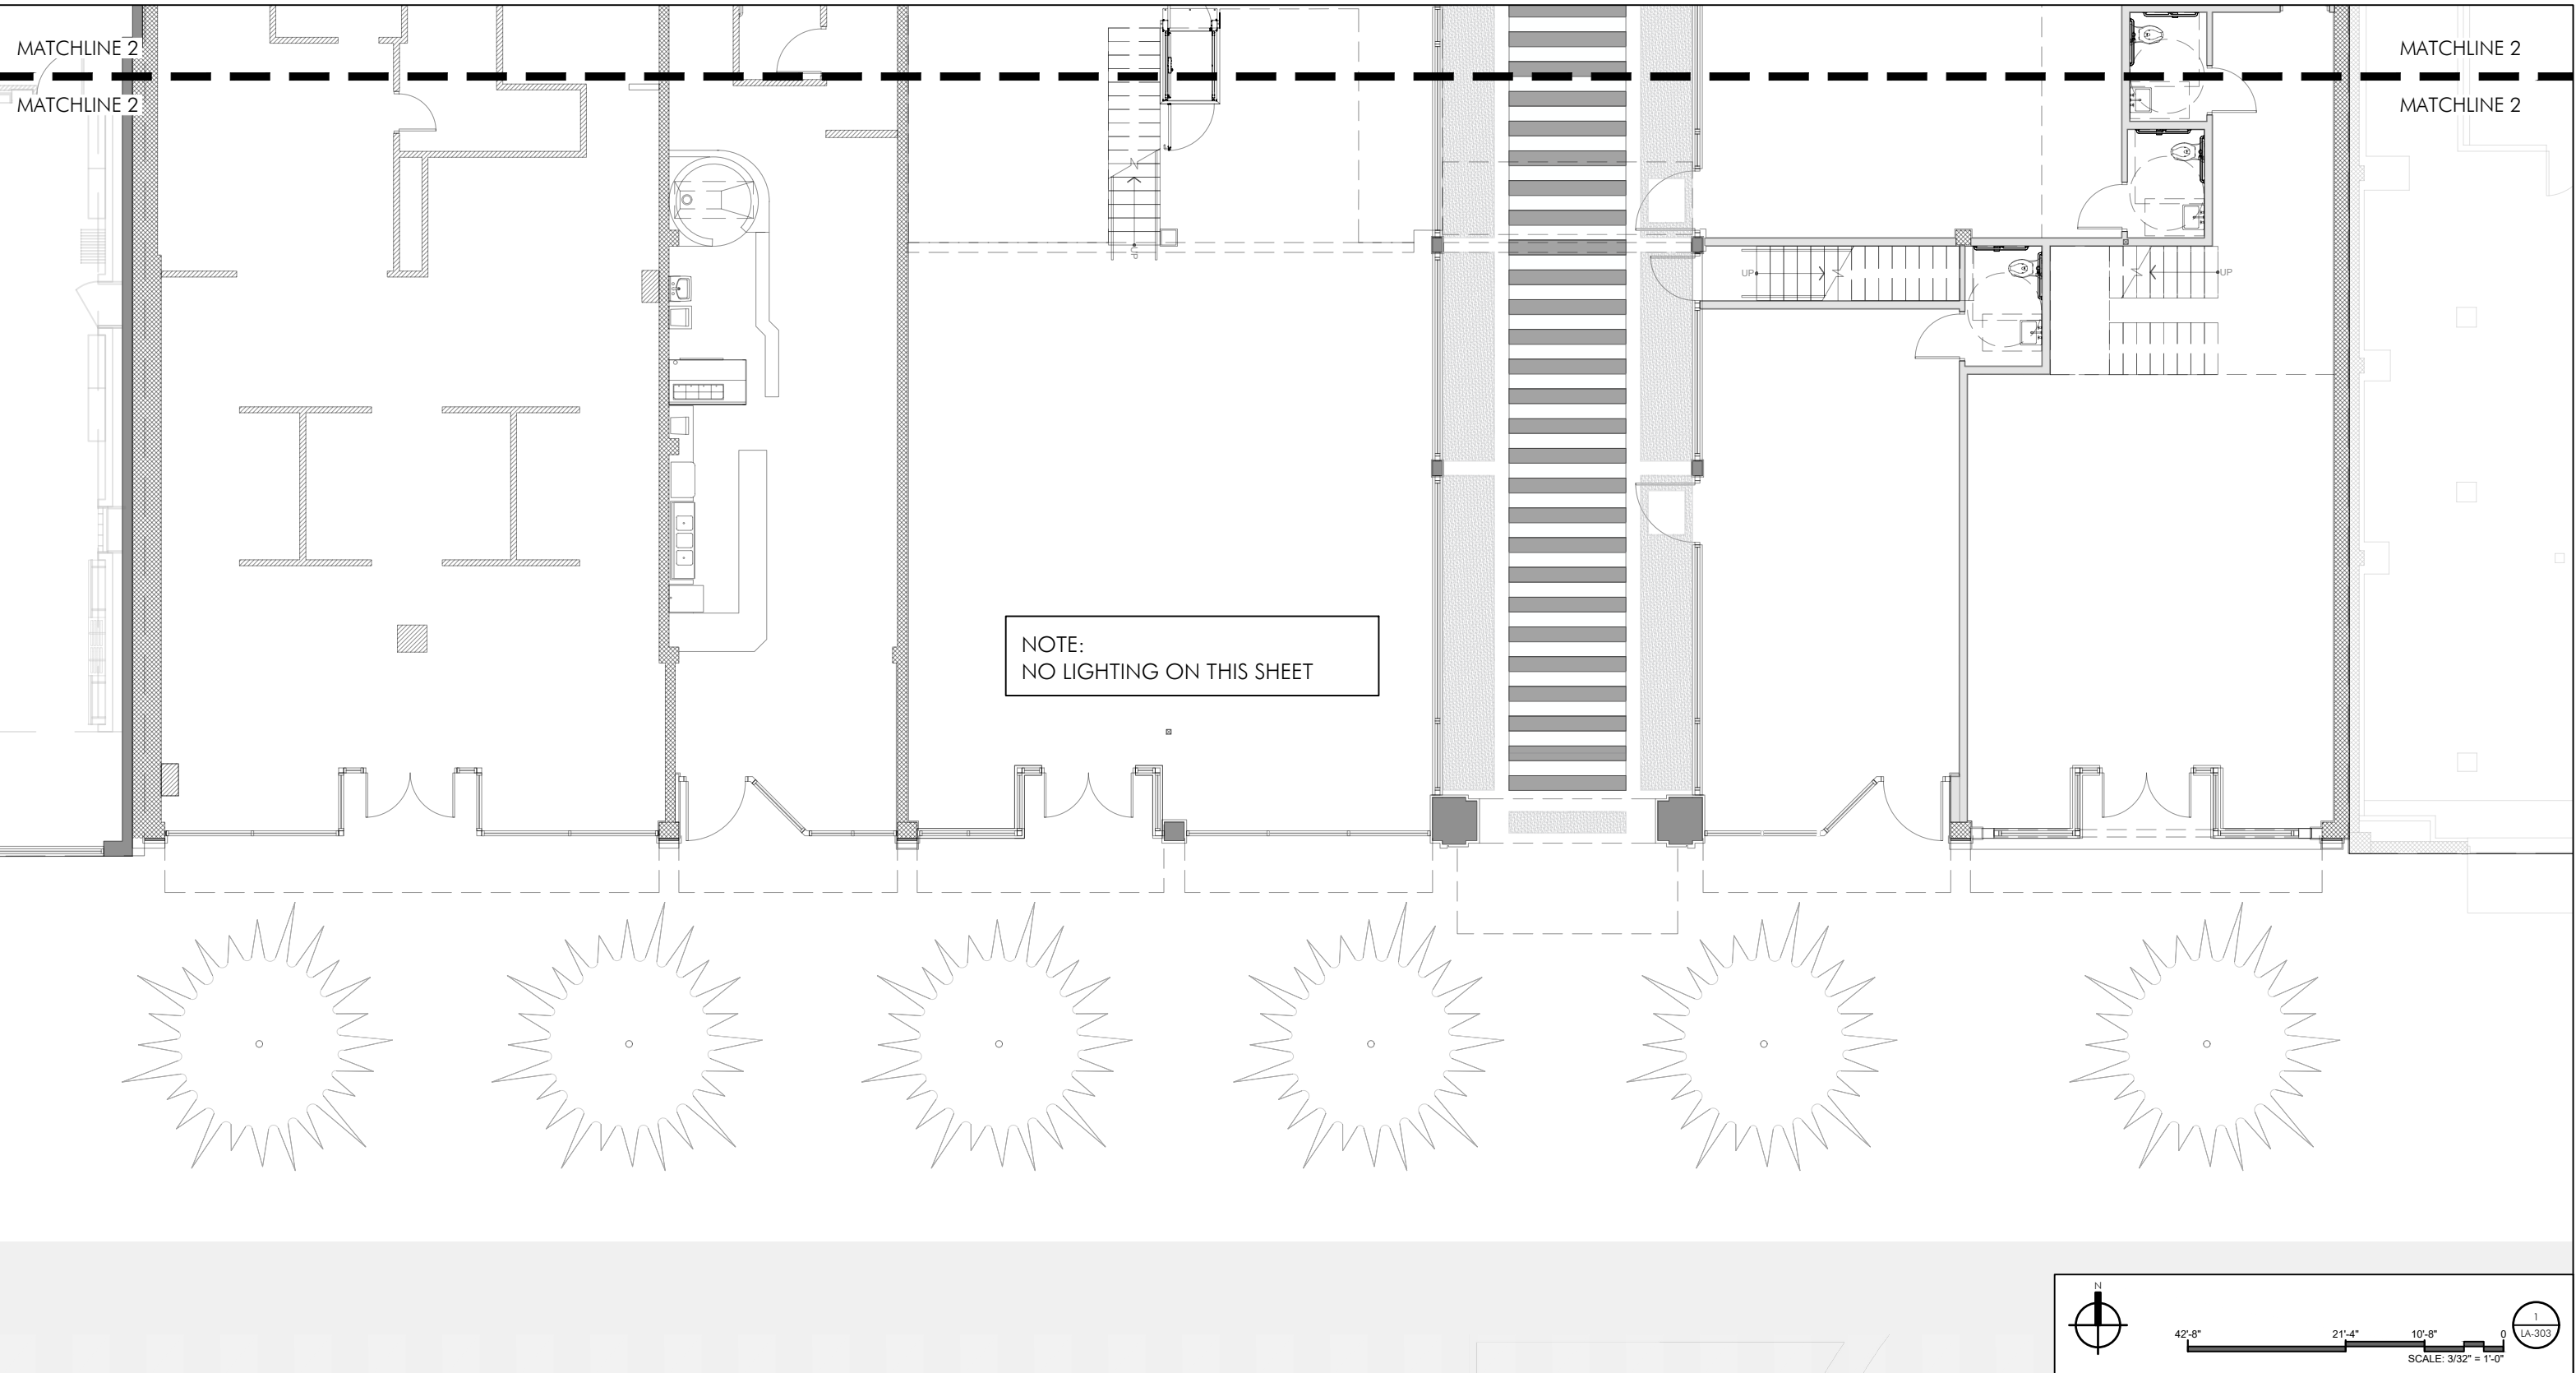 MATCHLINE 2
MATCHLINE 2
MATCHLINE 2
MATCHLINE 2
UP
UP
UP
NOTE:
NO LIGHTING ON THIS SHEET
N
42'-8"
21'-4"
10'-8"
0
SCALE: 3/32" = 1'-0"
1
LA-303